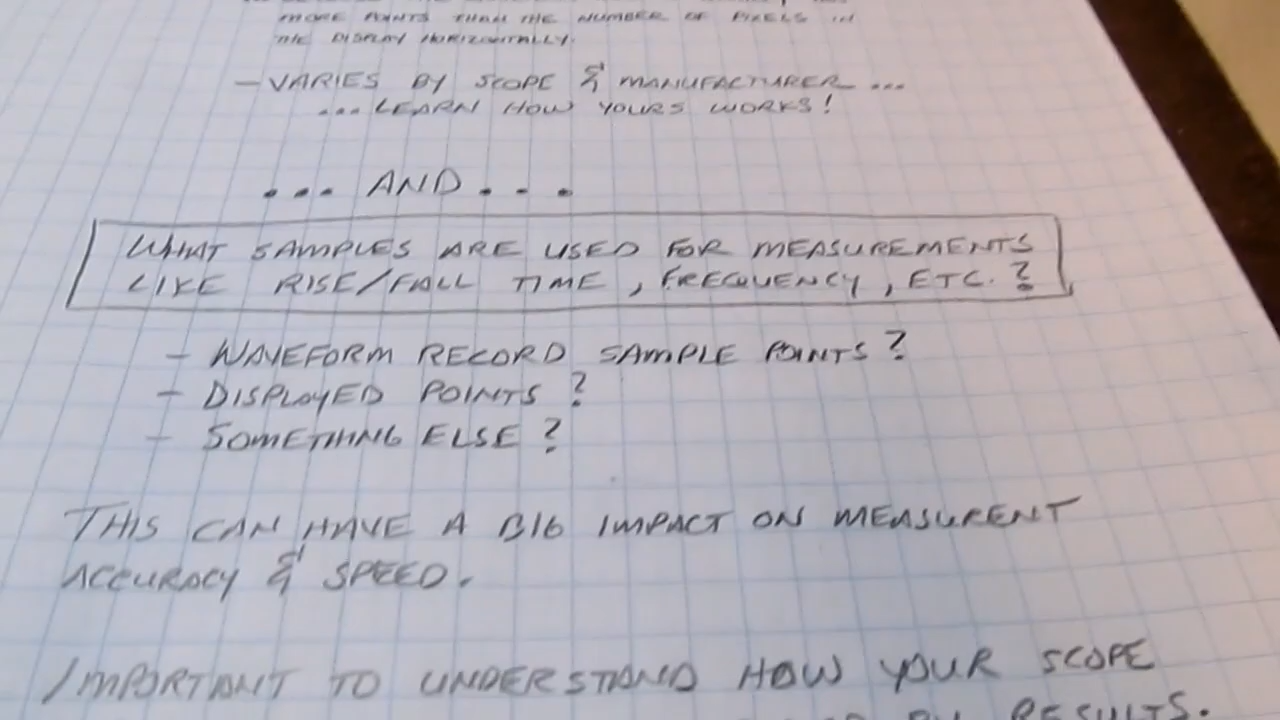 MORE POINTS THAN THE NUMBER OF PIXELS IN
THE DISPLAY HORIZONTALLY.
- VARIES BY SCOPE & MANUFACTURER ...
... LEARN HOW YOURS WORKS!
... AND ...
WHAT SAMPLES ARE USED FOR MEASUREMENTS
LIKE RISE/FALL TIME, FREQUENCY, ETC.?
- WAVEFORM RECORD SAMPLE POINTS?
- DISPLAYED POINTS?
- SOMETHING ELSE?
THIS CAN HAVE A BIG IMPACT ON MEASURENT
ACCURACY & SPEED.
IMPORTANT TO UNDERSTAND HOW YOUR SCOPE
BY RESULTS.